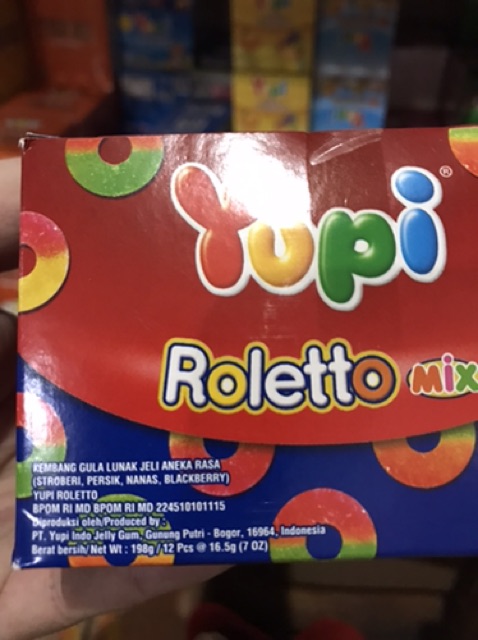 Yupi®
Roletto MiX
KEMBANG GULA LUNAK JELI ANEKA RASA
(STROBERI, PERSIK, NANAS, BLACKBERRY)
YUPI ROLETTO
BPOM RI MD BPOM RI MD 224510101115
Diproduksi oleh/Produced by :
PT. Yupi Indo Jelly Gum, Gunung Putri - Bogor, 16964, Indonesia
Berat bersih/Net Wt : 198g / 12 Pcs @ 16.5g (7 OZ)